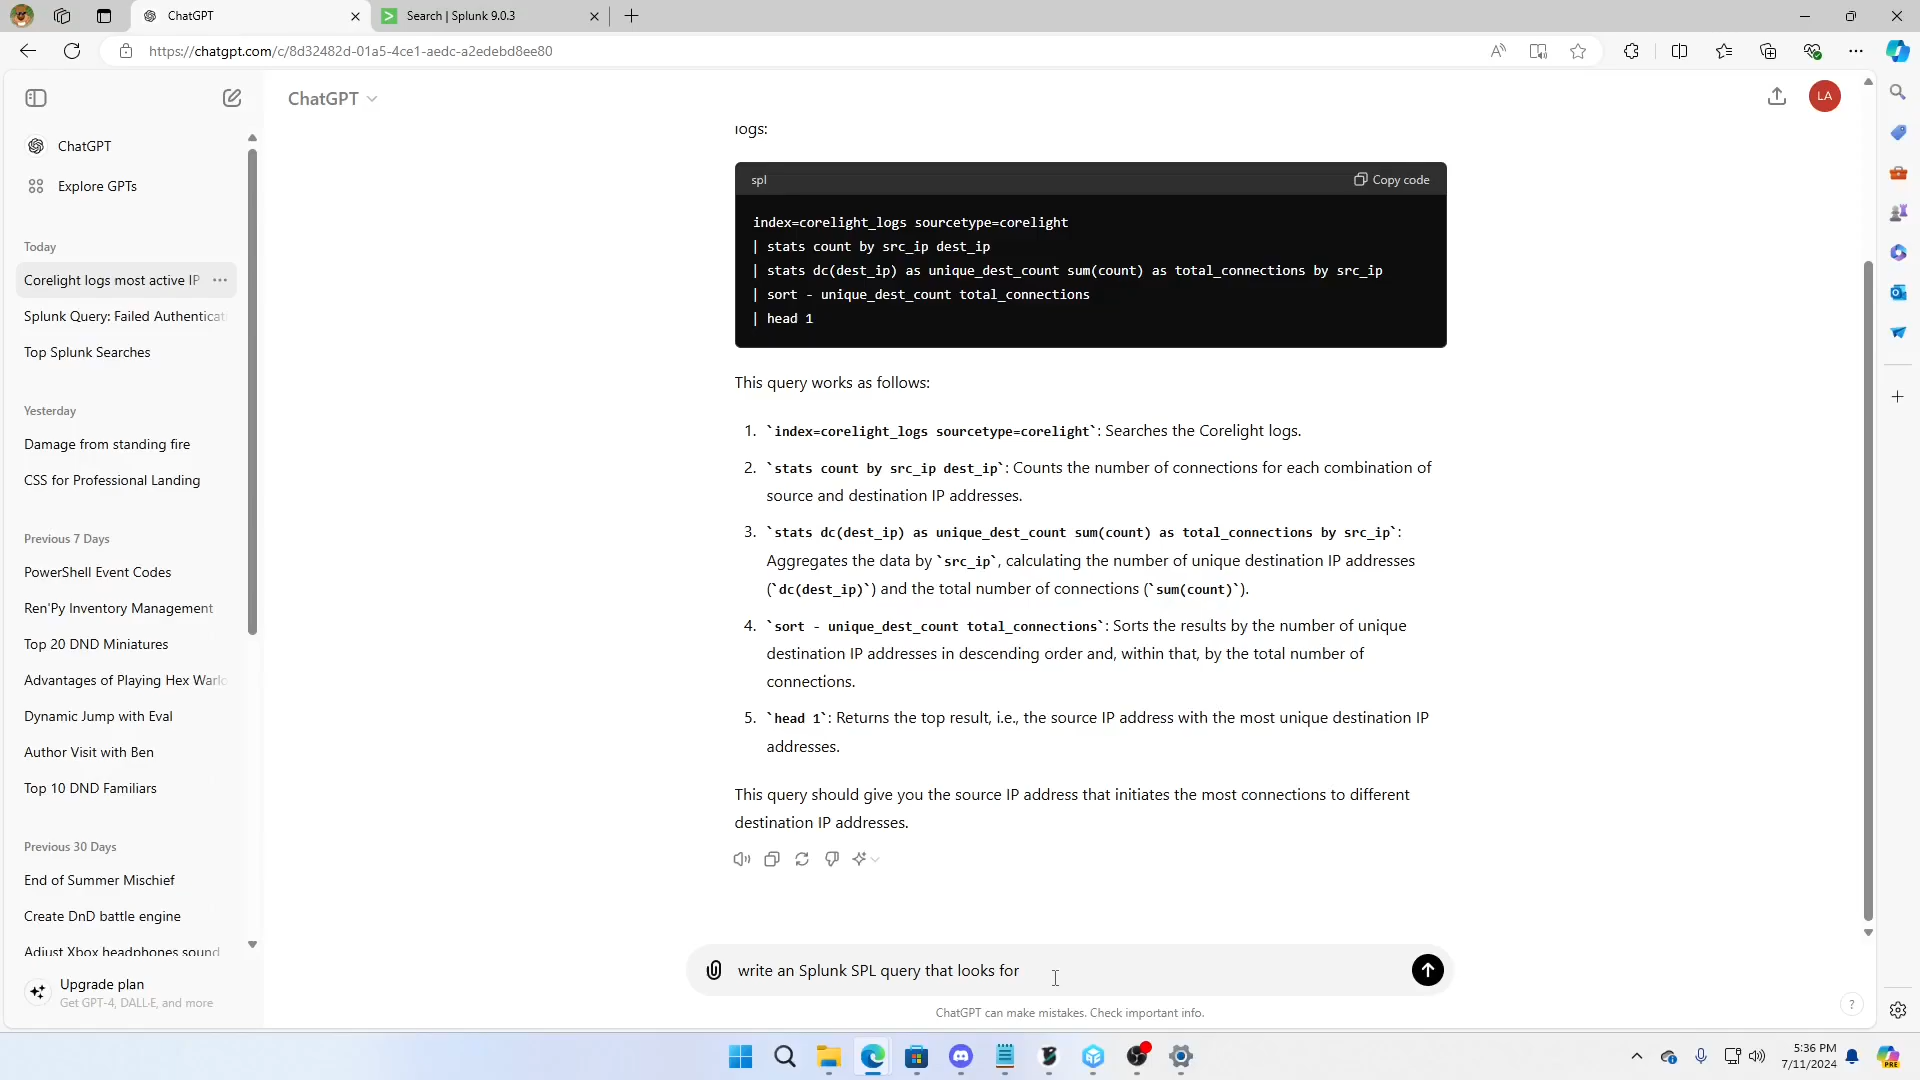 ChatGPT
Search | Splunk 9.0.3
https://chatgpt.com/c/8d32482d-01a5-4ce1-aedc-a2edebd8ee80
ChatGPT
LA
ChatGPT
Explore GPTs
Today
Corelight logs most active IP
Splunk Query: Failed Authenticat
Top Splunk Searches
Yesterday
Damage from standing fire
CSS for Professional Landing
Previous 7 Days
PowerShell Event Codes
Ren'Py Inventory Management
Top 20 DND Miniatures
Advantages of Playing Hex Warlo
Dynamic Jump with Eval
Author Visit with Ben
Top 10 DND Familiars
Previous 30 Days
End of Summer Mischief
Create DnD battle engine
Adjust Xbox headphones sound
Upgrade plan
Get GPT-4, DALL·E, and more
logs:
spl
Copy code
index=corelight_logs sourcetype=corelight
| stats count by src_ip dest_ip
| stats dc(dest_ip) as unique_dest_count sum(count) as total_connections by src_ip
| sort - unique_dest_count total_connections
| head 1
This query works as follows:
1. `index=corelight_logs sourcetype=corelight`: Searches the Corelight logs.
2. `stats count by src_ip dest_ip`: Counts the number of connections for each combination of
source and destination IP addresses.
3. `stats dc(dest_ip) as unique_dest_count sum(count) as total_connections by src_ip`:
Aggregates the data by `src_ip`, calculating the number of unique destination IP addresses
(`dc(dest_ip)`) and the total number of connections (`sum(count)`).
4. `sort - unique_dest_count total_connections`: Sorts the results by the number of unique
destination IP addresses in descending order and, within that, by the total number of
connections.
5. `head 1`: Returns the top result, i.e., the source IP address with the most unique destination IP
addresses.
This query should give you the source IP address that initiates the most connections to different
destination IP addresses.
write an Splunk SPL query that looks for
ChatGPT can make mistakes. Check important info.
?
5:36 PM
7/11/2024
PRE